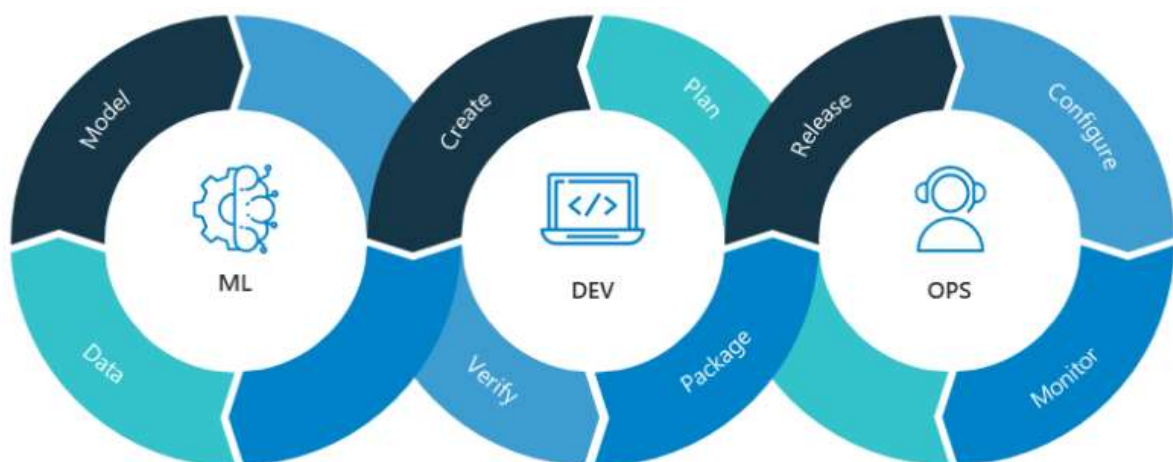 Model
Data
ML
Create
Plan
Verify
Package
DEV
Release
Configure
Monitor
OPS